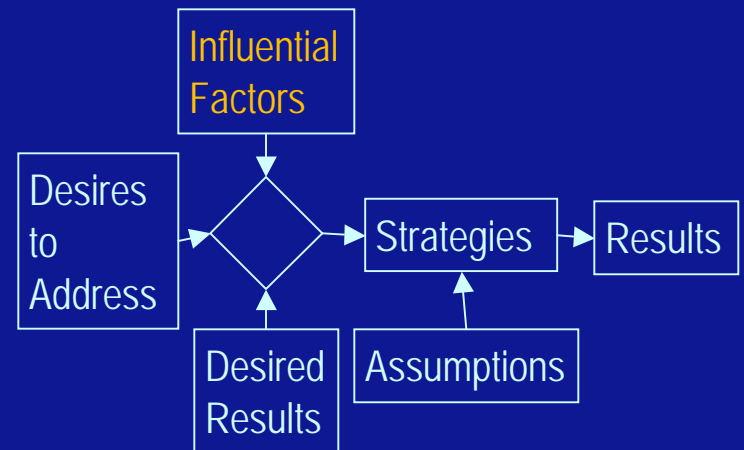 Influential
Factors
Desires
to
Address
Strategies
Results
Desired
Results
Assumptions